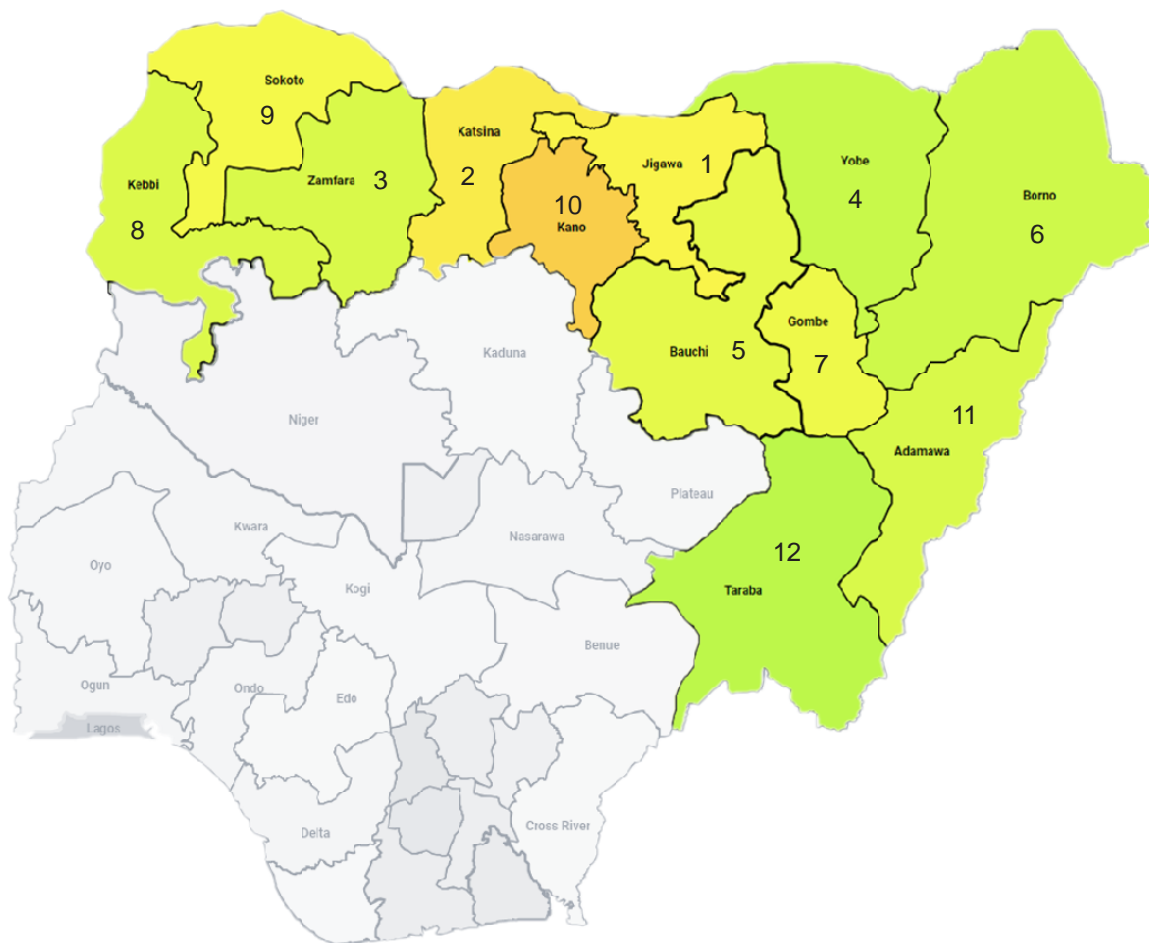 Sokoto
9
Katsina
2
Jigawa
1
Yobe
4
Kebbi
8
Zamfara
3
10
Kano
Borno
6
Gombe
7
Bauchi
5
Kaduna
11
Adamawa
Niger
Plateau
Kwara
Nasarawa
12
Taraba
Oyo
Kogi
Benue
Ogun
Ondo
Edo
Lagos
Delta
Cross River